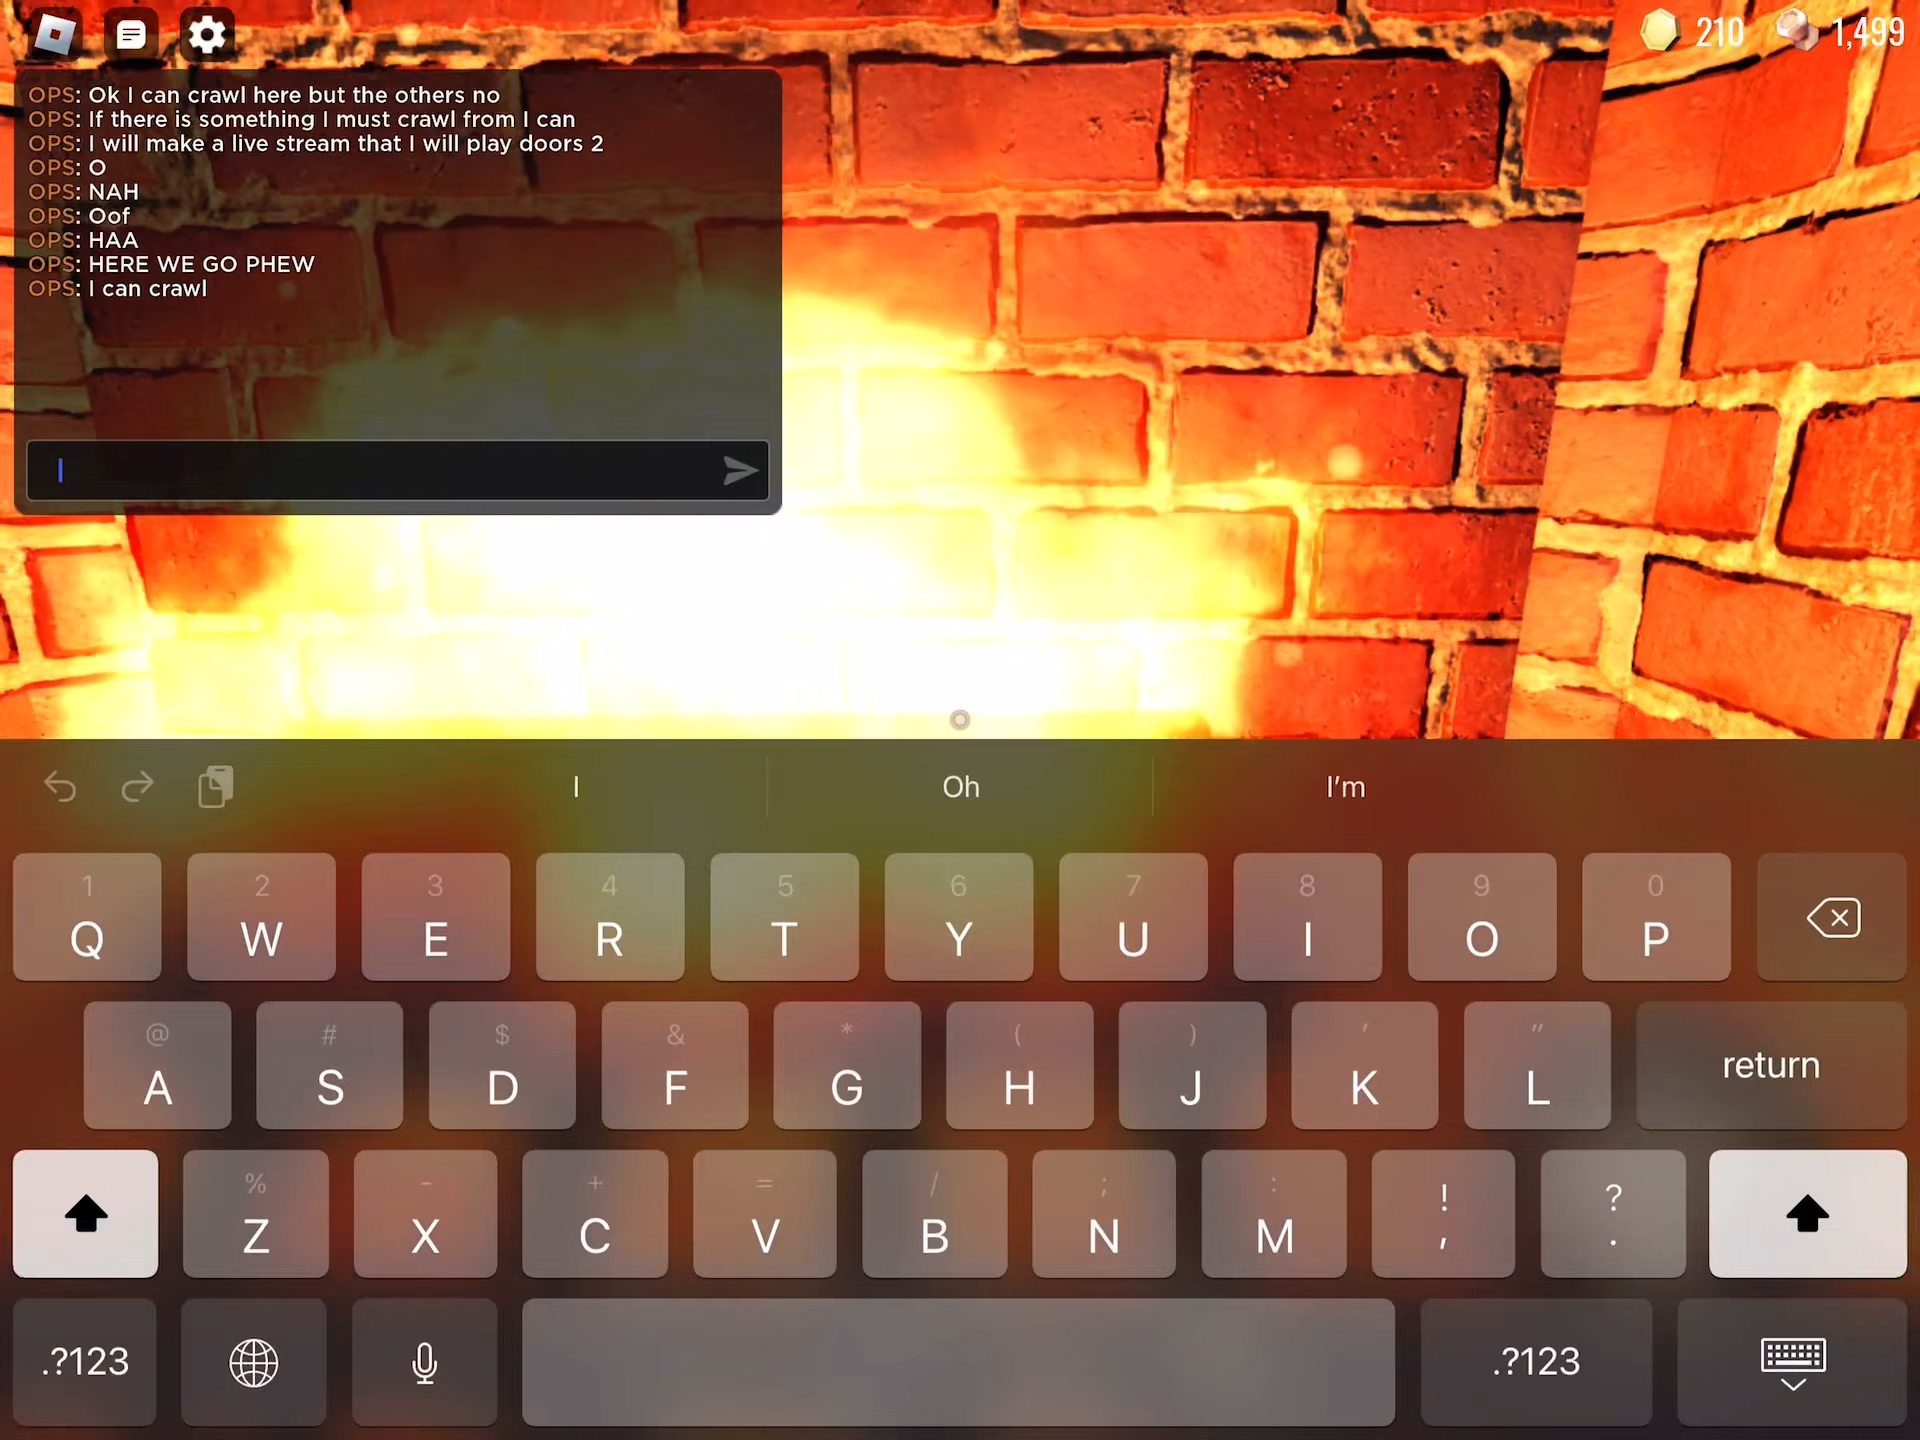 210 1,499
OPS: Ok I can crawl here but the others no
OPS: If there is something I must crawl from I can
OPS: I will make a live stream that I will play doors 2
OPS: O
OPS: NAH
OPS: Oof
OPS: HAA
OPS: HERE WE GO PHEW
OPS: I can crawl
I Oh I'm
1 2 3 4 5 6 7 8 9 0
Q W E R T Y U I O P
@ # $ & * ( ) ' "
A S D F G H J K L return
% - + = / ; : ! ?
Z X C V B N M , .
.?123 .?123